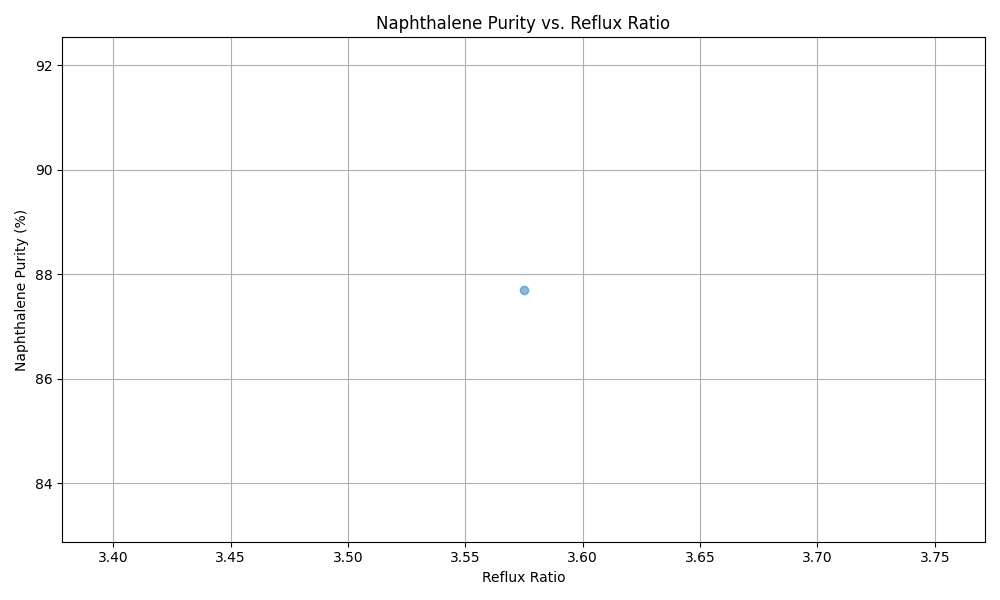 Naphthalene Purity vs. Reflux Ratio
Naphthalene Purity (%)
92
90
88
86
84
3.40 3.45 3.50 3.55 3.60 3.65 3.70 3.75
Reflux Ratio